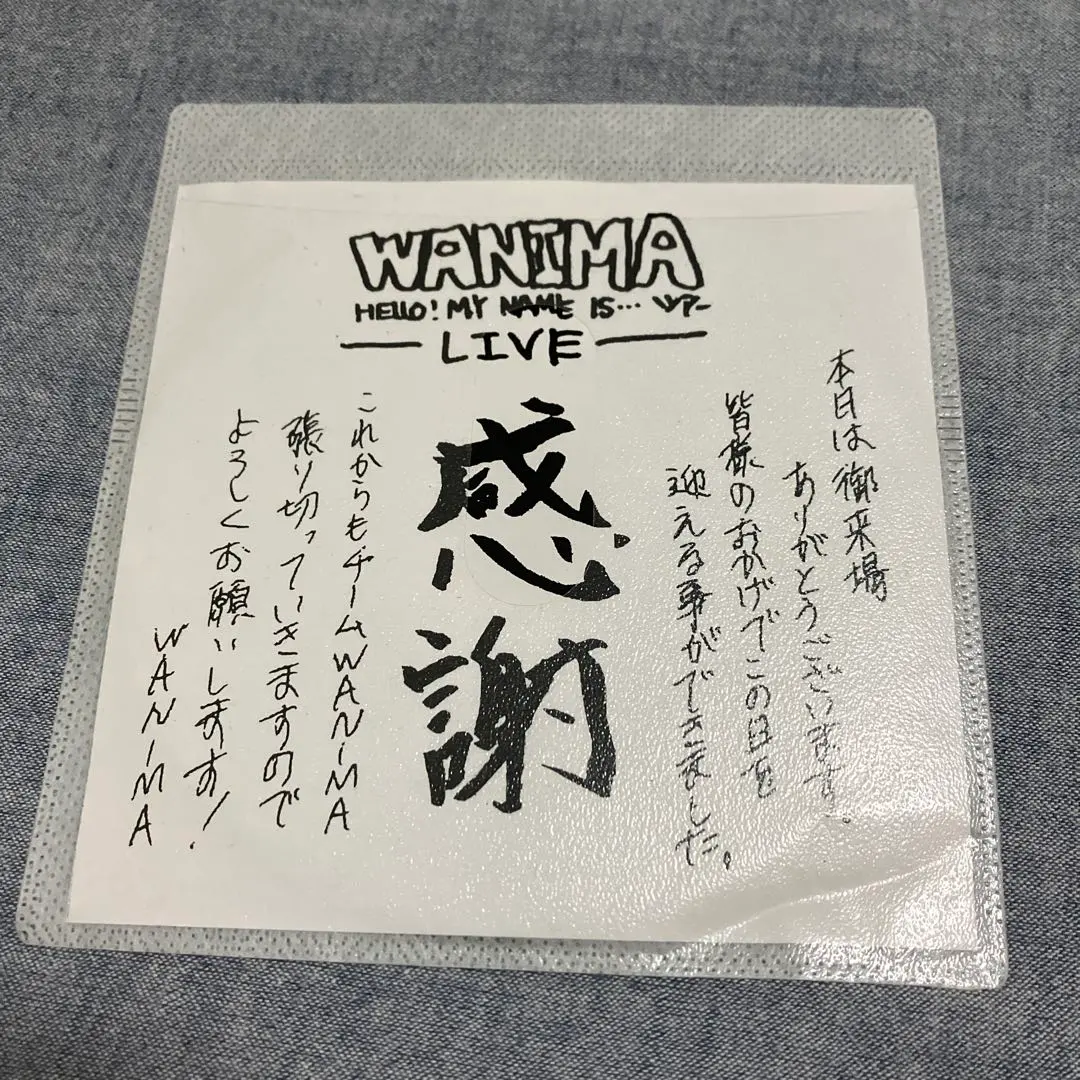 WANIMA
HELLO! MY NAME IS… ツアー
LIVE
本日は御来場
ありがとうございます。
皆様のおかげでこの日を
迎える事ができました。
感謝
これからもチームWANiMA
張り切っていきますので
よろしくお願いします!
WANiMA